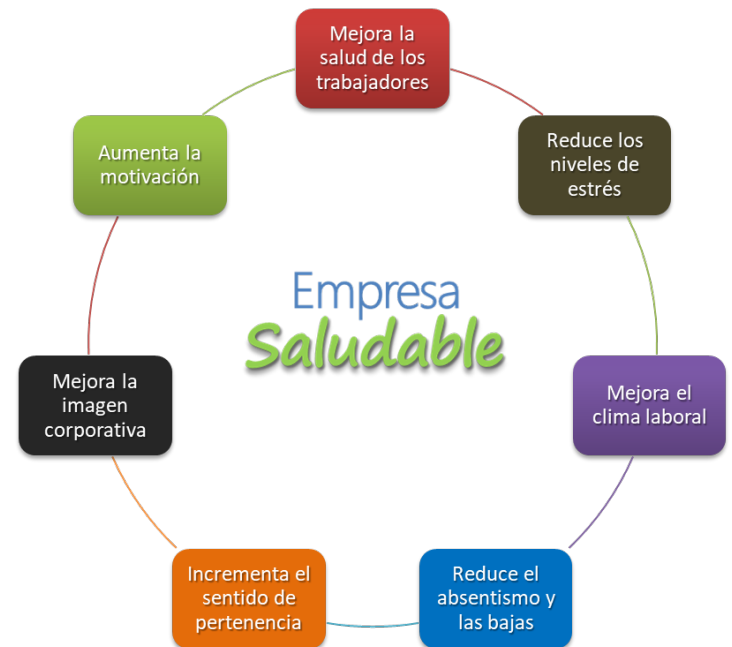 Mejora la
salud de los
trabajadores
Reduce los
niveles de
estrés
Mejora el
clima laboral
Reduce el
absentismo y
las bajas
Incrementa el
sentido de
pertenencia
Mejora la
imagen
corporativa
Aumenta la
motivación
Empresa
Saludable